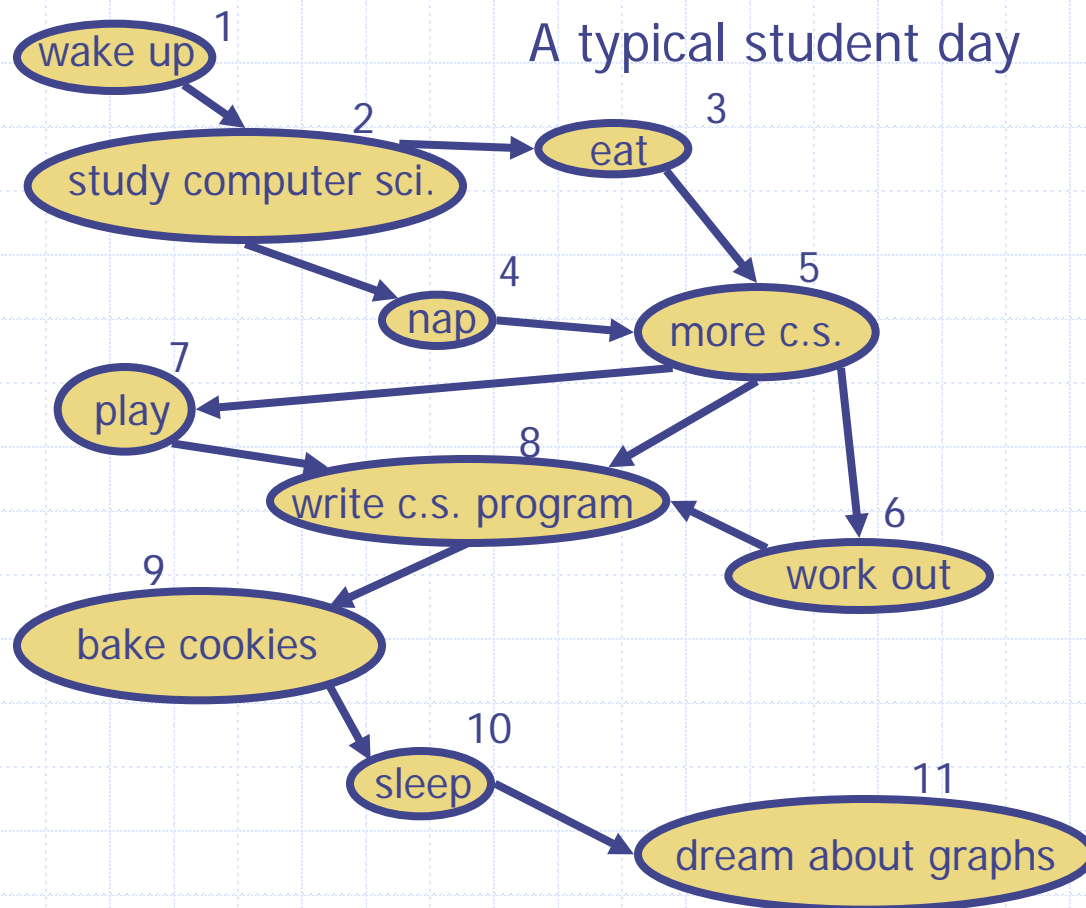 A typical student day
1
wake up
2
study computer sci.
3
eat
4
nap
5
more c.s.
7
play
8
write c.s. program
6
work out
9
bake cookies
10
sleep
11
dream about graphs